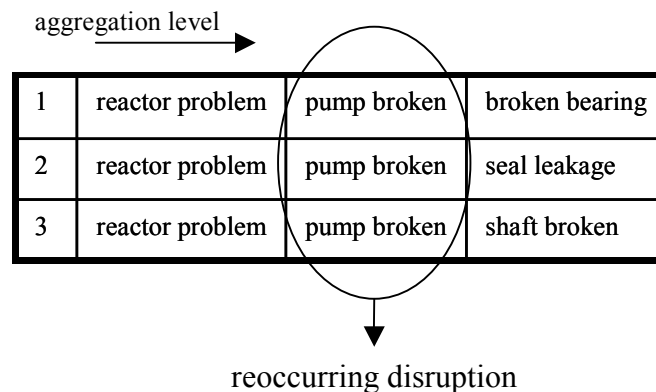 aggregation level
1 reactor problem pump broken broken bearing
2 reactor problem pump broken seal leakage
3 reactor problem pump broken shaft broken
reoccurring disruption